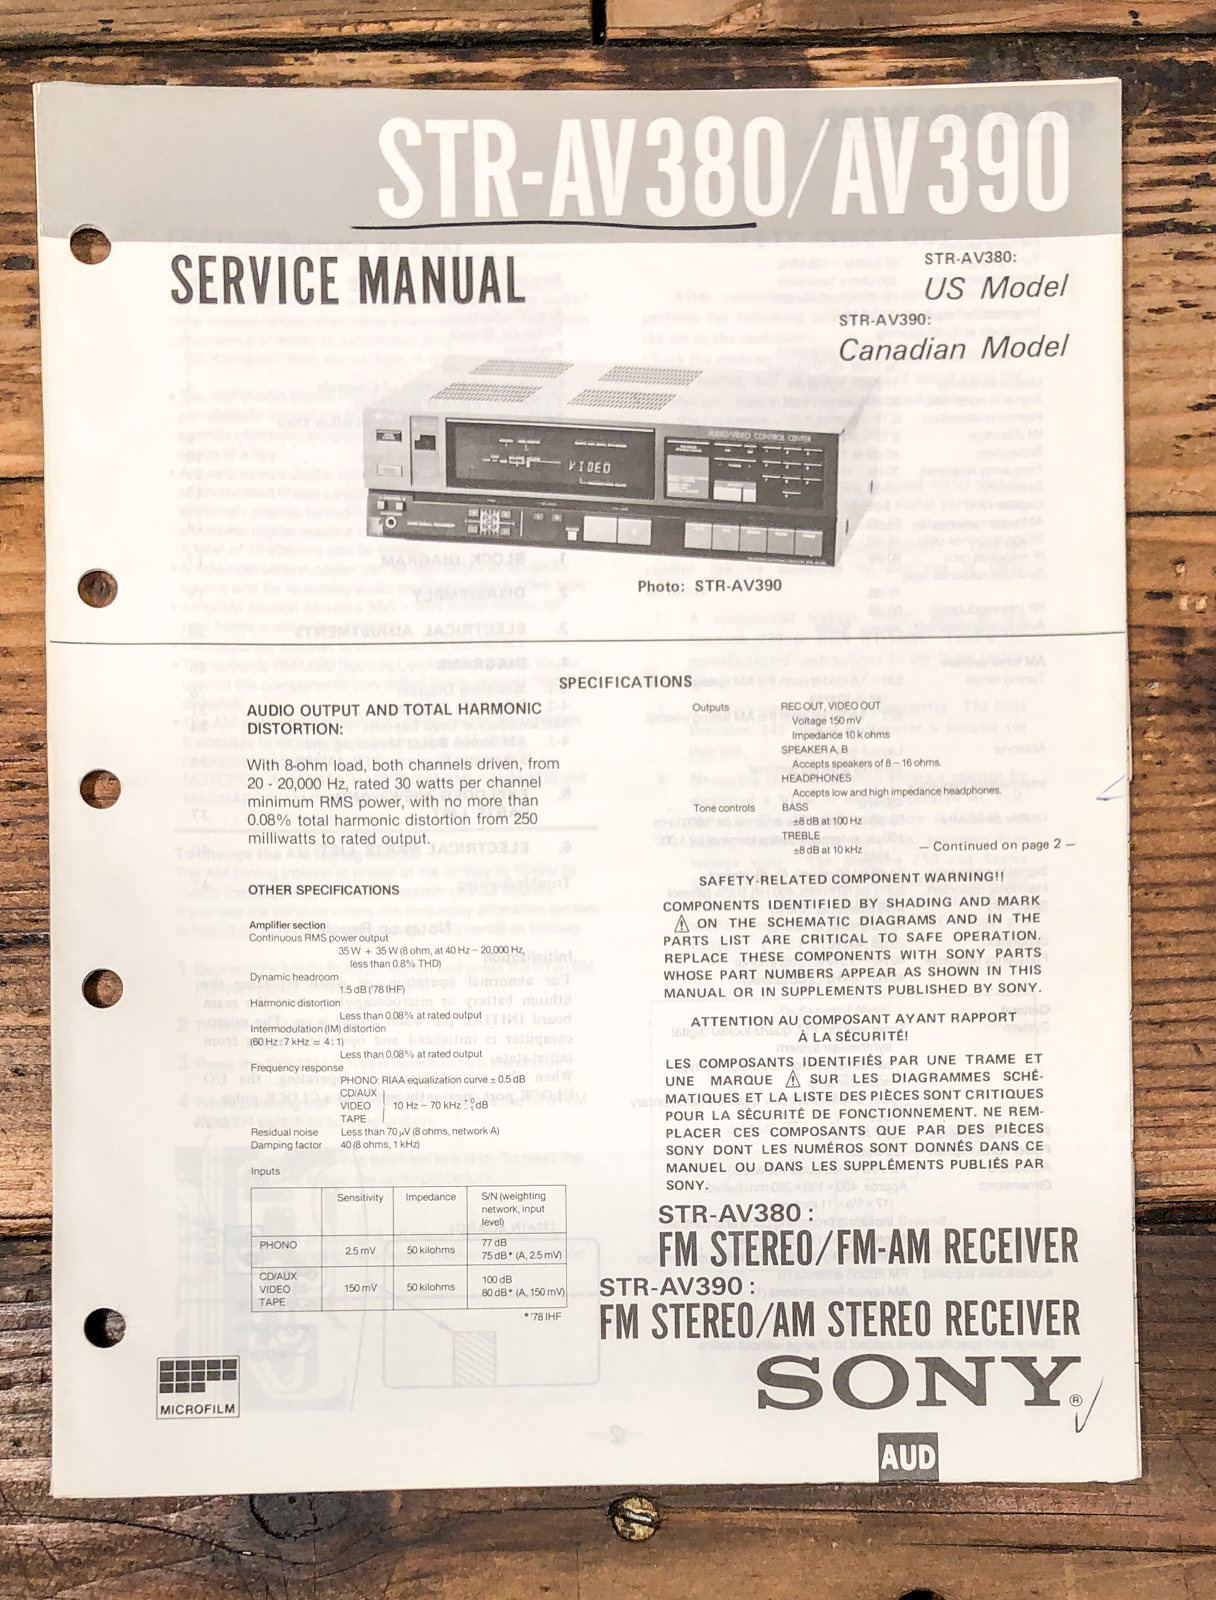 STR-AV380/AV390
SERVICE MANUAL
STR-AV380:
US Model
STR-AV390:
Canadian Model
AUDIO/VIDEO CONTROL CENTER
VIDEO
Photo: STR-AV390
SPECIFICATIONS
AUDIO OUTPUT AND TOTAL HARMONIC
DISTORTION:
With 8-ohm load, both channels driven, from
20 - 20,000 Hz, rated 30 watts per channel
minimum RMS power, with no more than
0.08% total harmonic distortion from 250
milliwatts to rated output.
OTHER SPECIFICATIONS
Amplifier section
Continuous RMS power output
35 W + 35 W (8 ohm, at 40 Hz – 20,000 Hz,
less than 0.8% THD)
Dynamic headroom
1.5 dB ('78 IHF)
Harmonic distortion
Less than 0.08% at rated output
Intermodulation (IM) distortion
(60 Hz : 7 kHz = 4 : 1)
Less than 0.08% at rated output
Frequency response
PHONO: RIAA equalization curve ± 0.5 dB
CD/AUX
VIDEO 10 Hz – 70 kHz +0 -1 dB
TAPE
Residual noise Less than 70 µV (8 ohms, network A)
Damping factor 40 (8 ohms, 1 kHz)
Inputs
Sensitivity Impedance S/N (weighting
network, input
level)
PHONO 2.5 mV 50 kilohms 77 dB
75 dB* (A, 2.5 mV)
CD/AUX
VIDEO 150 mV 50 kilohms 100 dB
TAPE 80 dB* (A, 150 mV)
*'78 IHF
MICROFILM
Outputs REC OUT, VIDEO OUT
Voltage 150 mV
Impedance 10 k ohms
SPEAKER A, B
Accepts speakers of 8 – 16 ohms.
HEADPHONES
Accepts low and high impedance headphones.
Tone controls BASS
±8 dB at 100 Hz
TREBLE
±8 dB at 10 kHz
— Continued on page 2 —
SAFETY-RELATED COMPONENT WARNING!!
COMPONENTS IDENTIFIED BY SHADING AND MARK
⚠ ON THE SCHEMATIC DIAGRAMS AND IN THE
PARTS LIST ARE CRITICAL TO SAFE OPERATION.
REPLACE THESE COMPONENTS WITH SONY PARTS
WHOSE PART NUMBERS APPEAR AS SHOWN IN THIS
MANUAL OR IN SUPPLEMENTS PUBLISHED BY SONY.
ATTENTION AU COMPOSANT AYANT RAPPORT
À LA SÉCURITÉ!
LES COMPOSANTS IDENTIFIÉS PAR UNE TRAME ET
UNE MARQUE ⚠ SUR LES DIAGRAMMES SCHÉ-
MATIQUES ET LA LISTE DES PIÈCES SONT CRITIQUES
POUR LA SÉCURITÉ DE FONCTIONNEMENT. NE REM-
PLACER CES COMPOSANTS QUE PAR DES PIÈCES
SONY DONT LES NUMÉROS SONT DONNÉS DANS CE
MANUEL OU DANS LES SUPPLÉMENTS PUBLIÉS PAR
SONY.
STR-AV380 :
FM STEREO/FM-AM RECEIVER
STR-AV390 :
FM STEREO/AM STEREO RECEIVER
SONY®
AUD